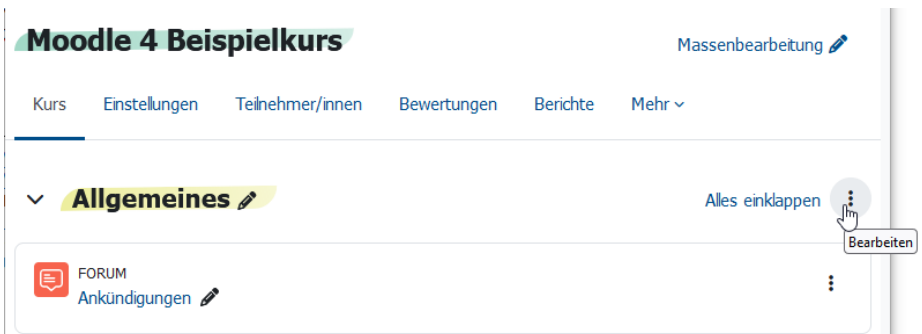 Moodle 4 Beispielkurs
Massenbearbeitung
Kurs Einstellungen Teilnehmer/innen Bewertungen Berichte Mehr
Allgemeines
Alles einklappen
Bearbeiten
FORUM
Ankündigungen